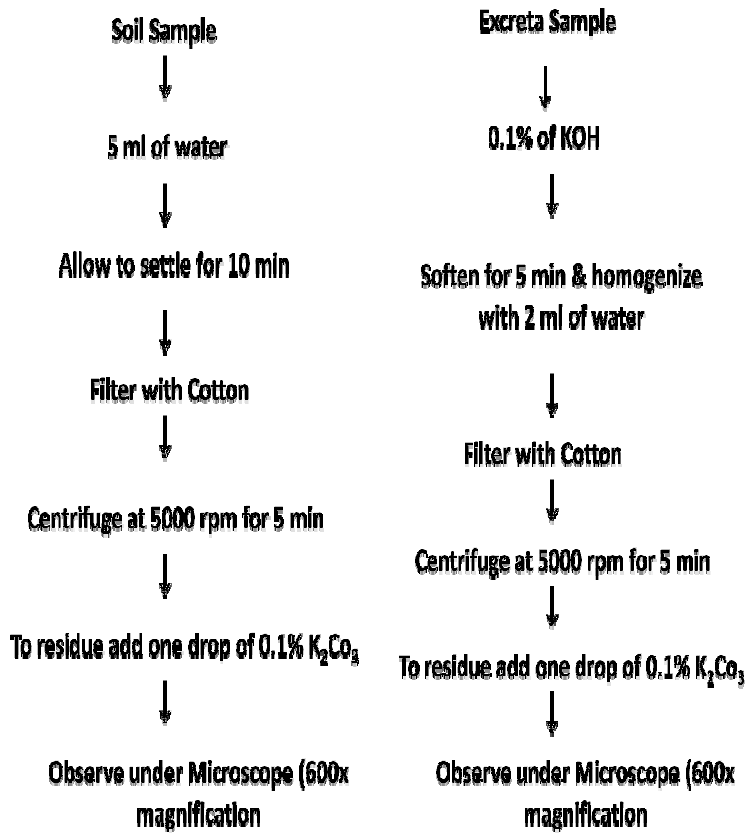 Soil Sample
5 ml of water
Allow to settle for 10 min
Filter with Cotton
Centrifuge at 5000 rpm for 5 min
To residue add one drop of 0.1% K₂Co₃
Observe under Microscope (600x
magnification
Excreta Sample
0.1% of KOH
Soften for 5 min & homogenize
with 2 ml of water
Filter with Cotton
Centrifuge at 5000 rpm for 5 min
To residue add one drop of 0.1% K₂Co₃
Observe under Microscope (600x
magnification